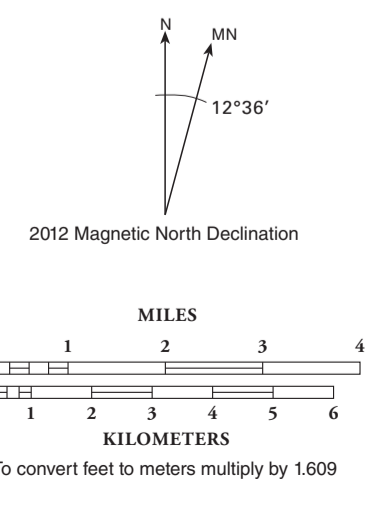 N
MN
12°36′
2012 Magnetic North Declination
MILES
1 2 3 4
1 2 3 4 5 6
KILOMETERS
To convert feet to meters multiply by 1.609